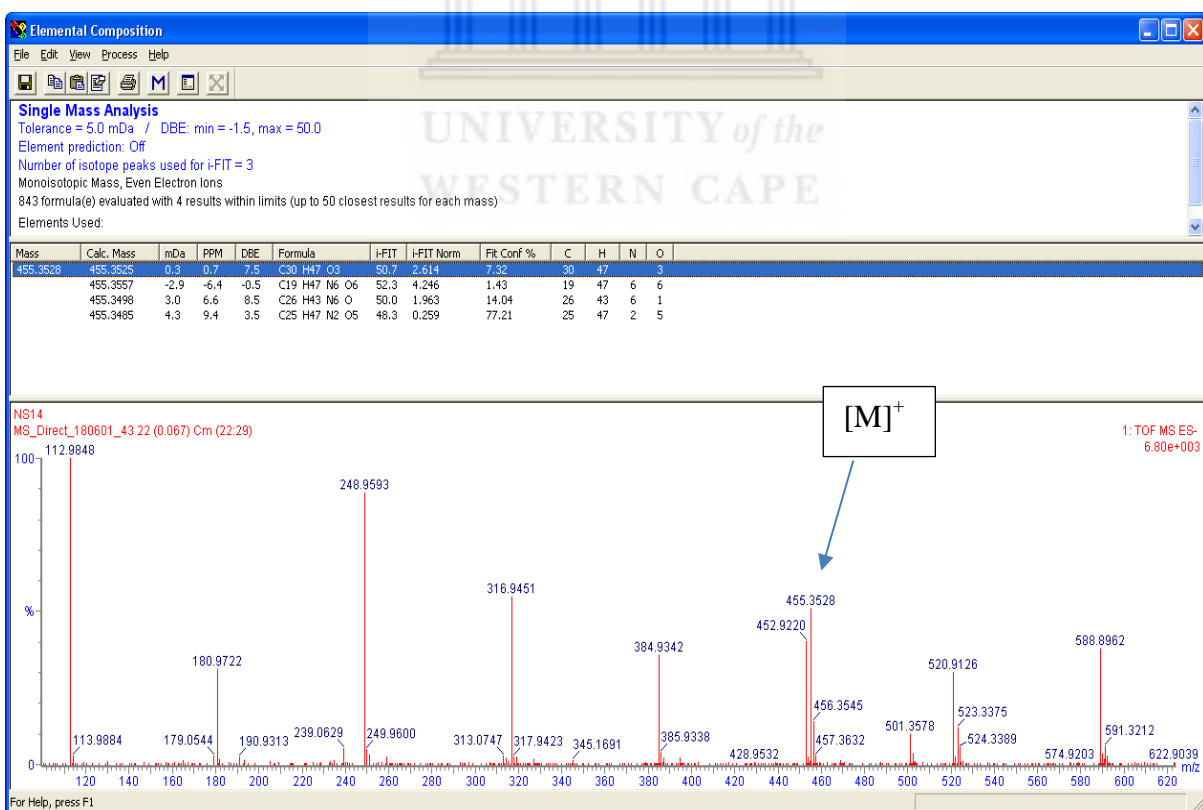 Elemental Composition
File Edit View Process Help
M
Single Mass Analysis
Tolerance = 5.0 mDa / DBE: min = -1.5, max = 50.0
Element prediction: Off
Number of isotope peaks used for i-FIT = 3
Monoisotopic Mass, Even Electron Ions
843 formula(e) evaluated with 4 results within limits (up to 50 closest results for each mass)
Elements Used:
UNIVERSITY of the
WESTERN CAPE
Mass Calc. Mass mDa PPM DBE Formula i-FIT i-FIT Norm Fit Conf % C H N O
455.3528 455.3525 0.3 0.7 7.5 C30 H47 O3 50.7 2.614 7.32 30 47 3
455.3557 -2.9 -6.4 -0.5 C19 H47 N6 O6 52.3 4.246 1.43 19 47 6 6
455.3498 3.0 6.6 8.5 C26 H43 N6 O 50.0 1.963 14.04 26 43 6 1
455.3485 4.3 9.4 3.5 C25 H47 N2 O5 48.3 0.259 77.21 25 47 2 5
[M]+
NS14
MS_Direct_180601_43 22 (0.067) Cm (22:29)
1: TOF MS ES-
6.80e+003
100
%
0
112.9848
113.9884
179.0544
180.9722
190.9313
239.0629
248.9593
249.9600
313.0747
316.9451
317.9423
345.1691
384.9342
385.9338
428.9532
452.9220
455.3528
456.3545
457.3632
501.3578
520.9126
523.3375
524.3389
574.9203
588.8962
591.3212
622.9039
120 140 160 180 200 220 240 260 280 300 320 340 360 380 400 420 440 460 480 500 520 540 560 580 600 620
m/z
For Help, press F1